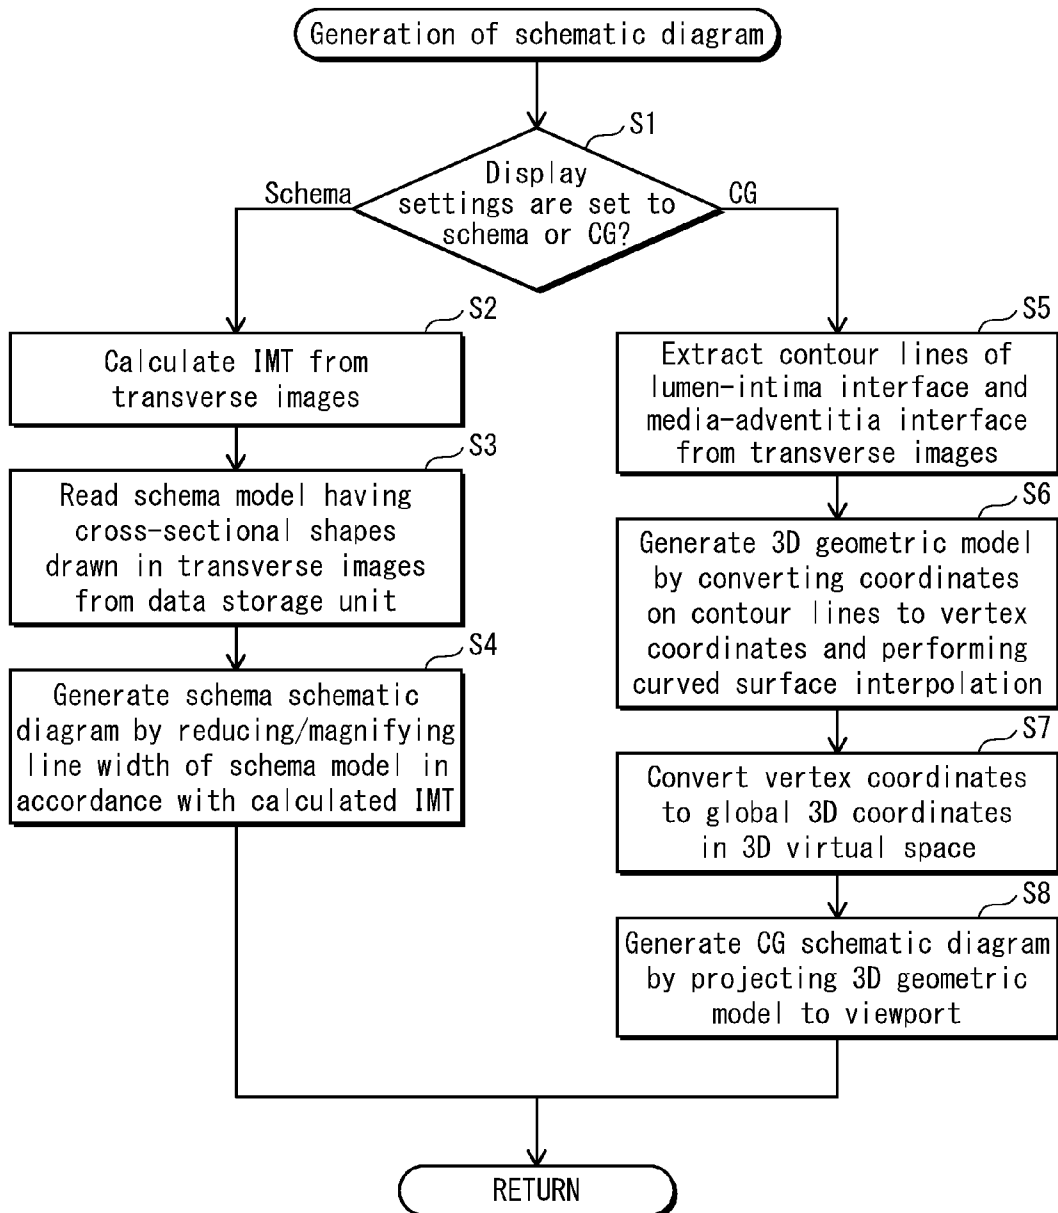 Generation of schematic diagram
S1
Display
settings are set to
schema or CG?
Schema
CG
S2
Calculate IMT from
transverse images
S3
Read schema model having
cross-sectional shapes
drawn in transverse images
from data storage unit
S4
Generate schema schematic
diagram by reducing/magnifying
line width of schema model in
accordance with calculated IMT
S5
Extract contour lines of
lumen-intima interface and
media-adventitia interface
from transverse images
S6
Generate 3D geometric model
by converting coordinates
on contour lines to vertex
coordinates and performing
curved surface interpolation
S7
Convert vertex coordinates
to global 3D coordinates
in 3D virtual space
S8
Generate CG schematic diagram
by projecting 3D geometric
model to viewport
RETURN